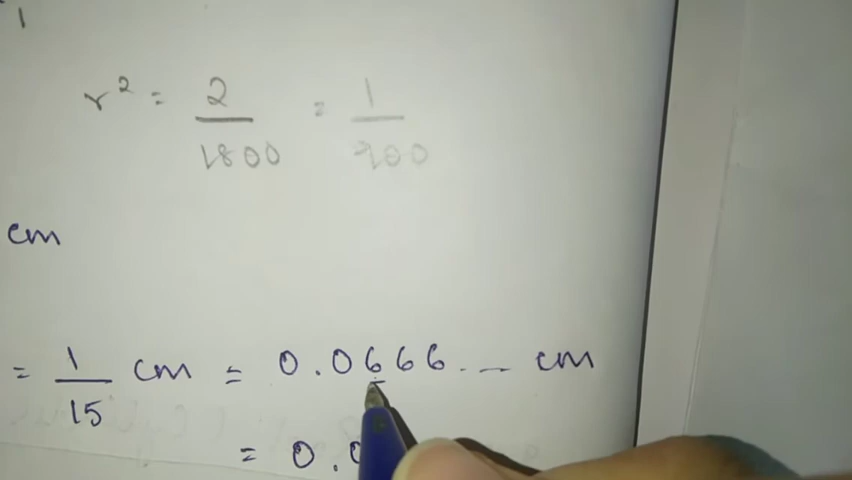 r² = 2/1800 = 1/900
cm
= 1/15 cm = 0.0666... cm
= 0.0